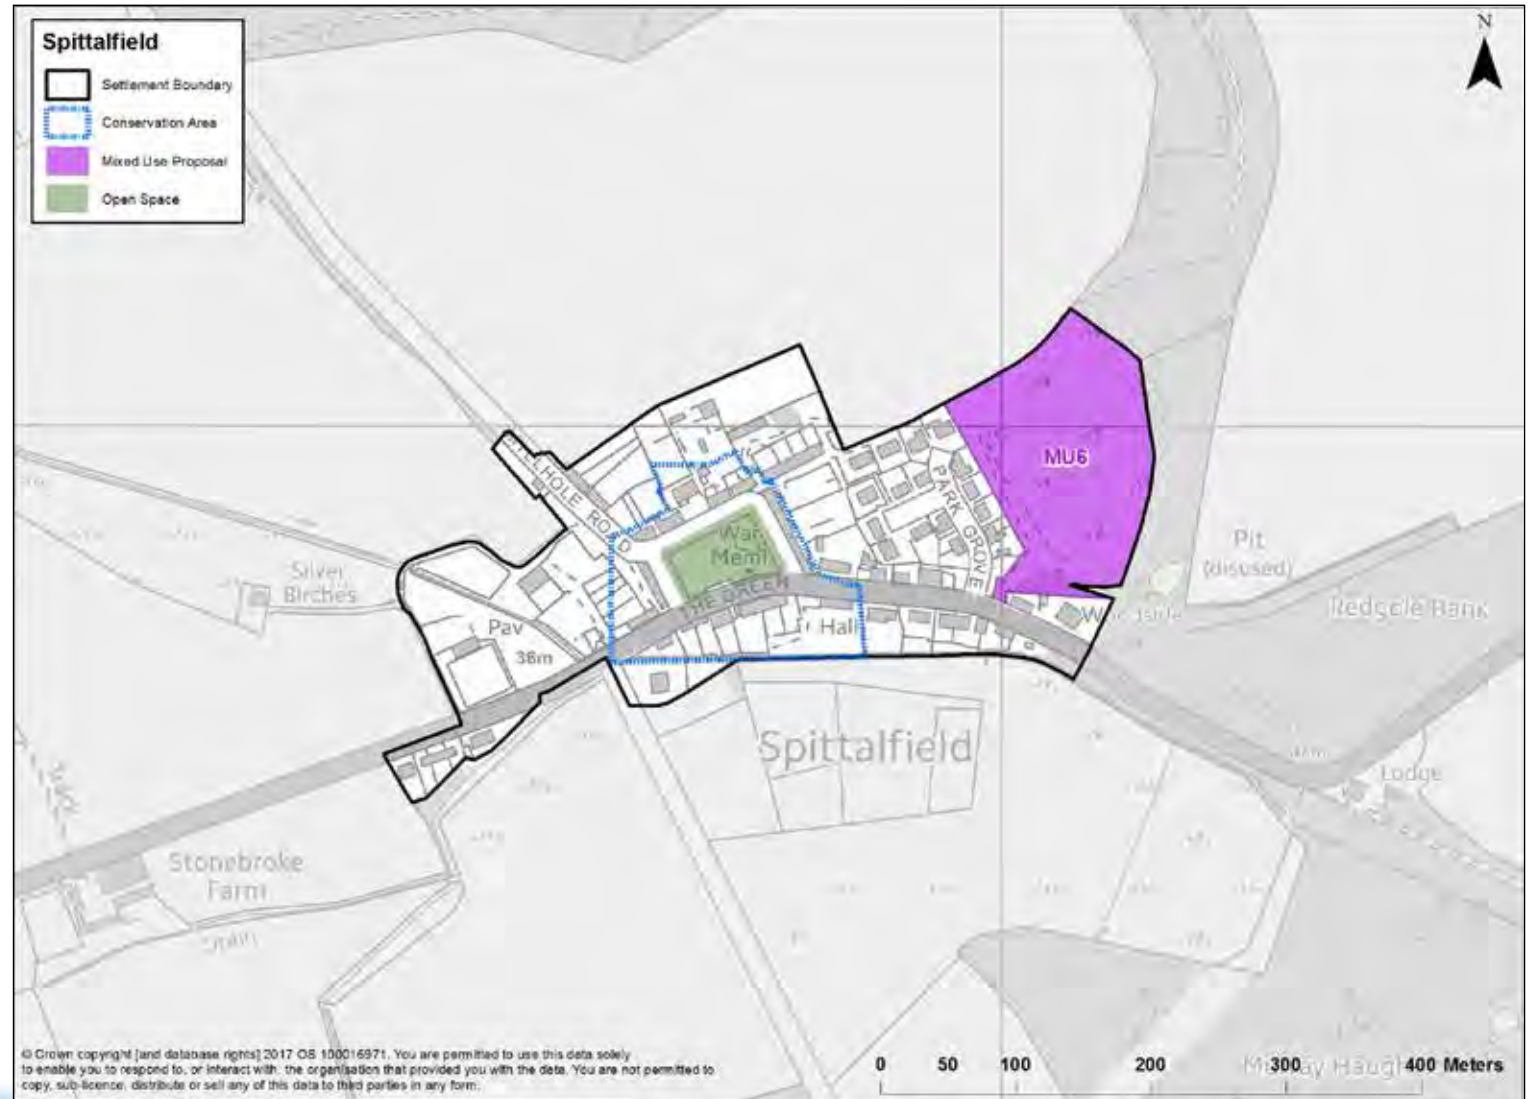 Spittalfield
Settlement Boundary
Conservation Area
Mixed Use Proposal
Open Space
N
MU6
PARK GROVE
War
Meml
THE GREEN
Hall
Pav
36m
Silver
Birches
Pit
(disused)
Redgole Bank
Spittalfield
Lodge
Track
Stonebroke
Farm
Drain
© Crown copyright [and database rights] 2017 OS 100016971. You are permitted to use this data solely
to enable you to respond to, or interact with, the organisation that provided you with the data. You are not permitted to
copy, sub-licence, distribute or sell any of this data to third parties in any form.
0 50 100 200 300 400 Meters